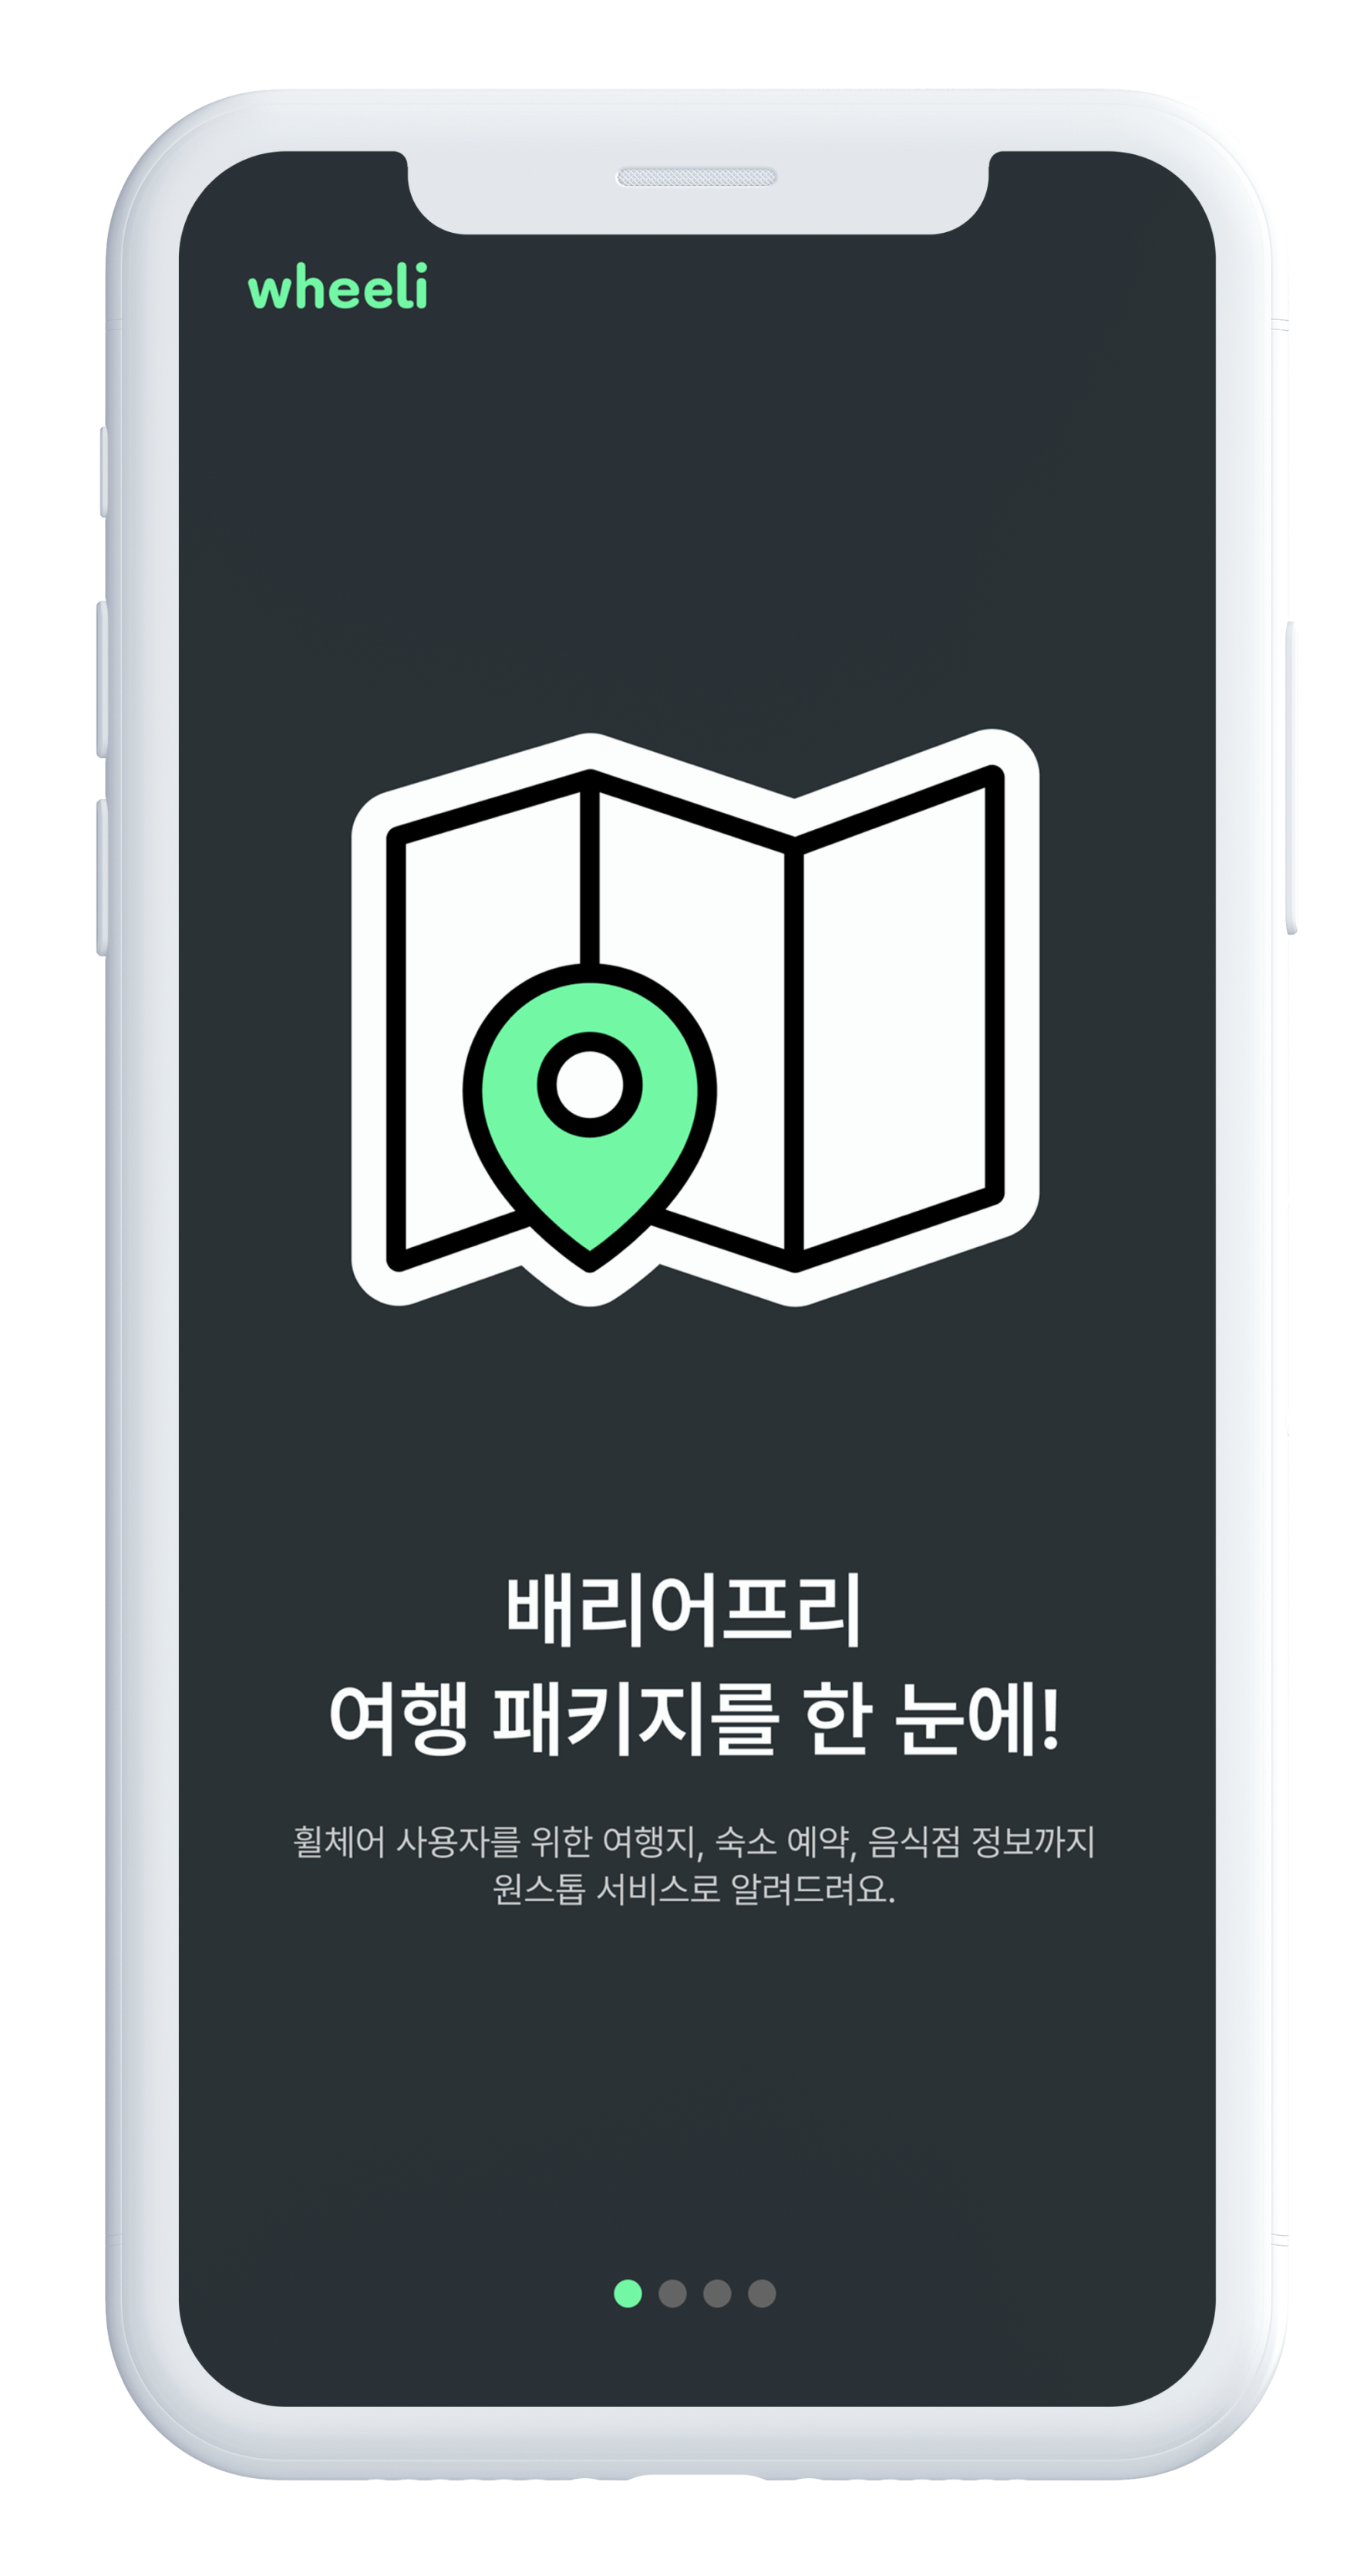 wheeli
배리어프리
여행 패키지를 한 눈에!
휠체어 사용자를 위한 여행지, 숙소 예약, 음식점 정보까지
원스톱 서비스로 알려드려요.